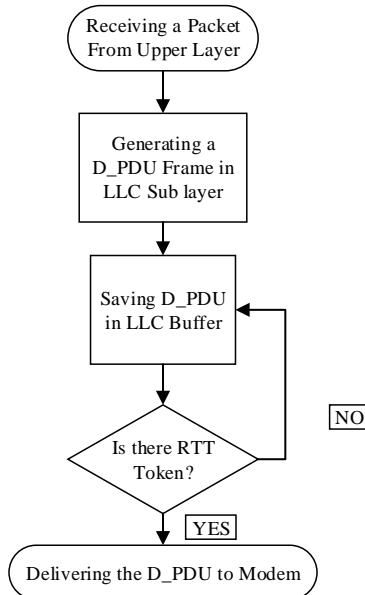 Receiving a Packet
From Upper Layer
Generating a
D_PDU Frame in
LLC Sub layer
Saving D_PDU
in LLC Buffer
Is there RTT
Token?
NO
YES
Delivering the D_PDU to Modem